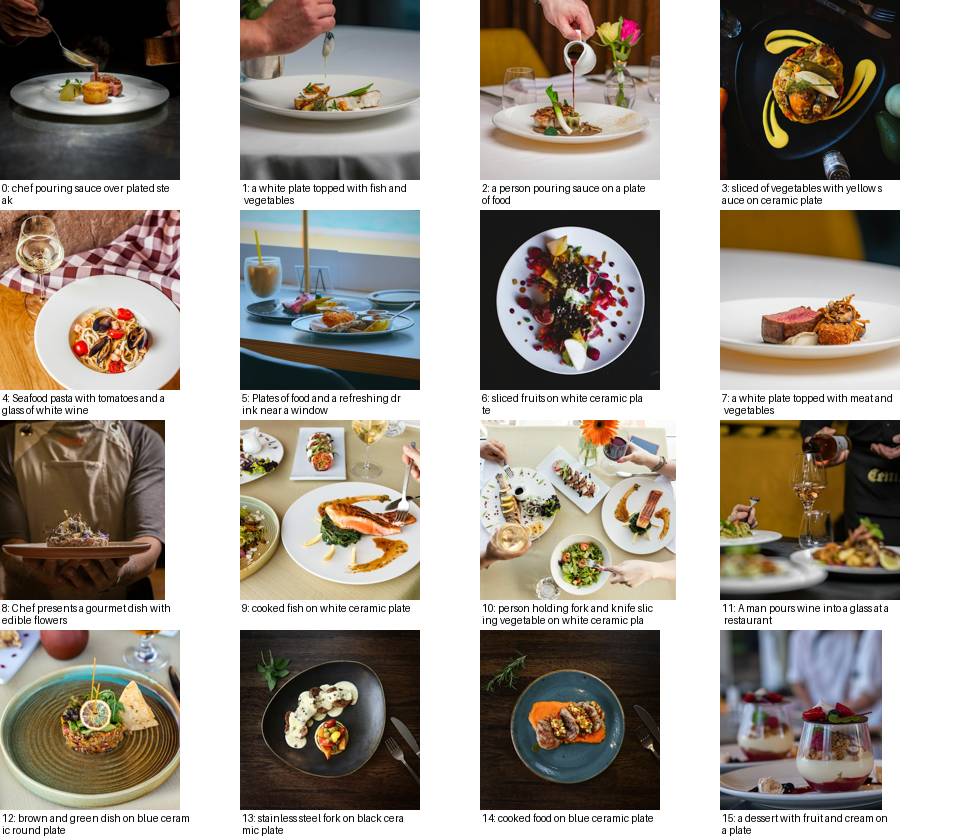 0: chef pouring sauce over plated ste
ak
1: a white plate topped with fish and
vegetables
2: a person pouring sauce on a plate
of food
3: sliced of vegetables with yellow s
auce on ceramic plate
4: Seafood pasta with tomatoes and a
glass of white wine
5: Plates of food and a refreshing dr
ink near a window
6: sliced fruits on white ceramic pla
te
7: a white plate topped with meat and
vegetables
8: Chef presents a gourmet dish with
edible flowers
9: cooked fish on white ceramic plate
10: person holding fork and knife slic
ing vegetable on white ceramic pla
11: A man pours wine into a glass at a
restaurant
12: brown and green dish on blue ceram
ic round plate
13: stainless steel fork on black cera
mic plate
14: cooked food on blue ceramic plate
15: a dessert with fruit and cream on
a plate